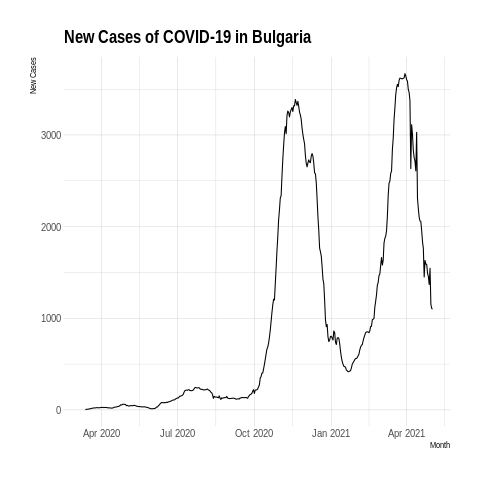 New Cases of COVID-19 in Bulgaria
New Cases
3000
2000
1000
0
Apr 2020 Jul 2020 Oct 2020 Jan 2021 Apr 2021
Month